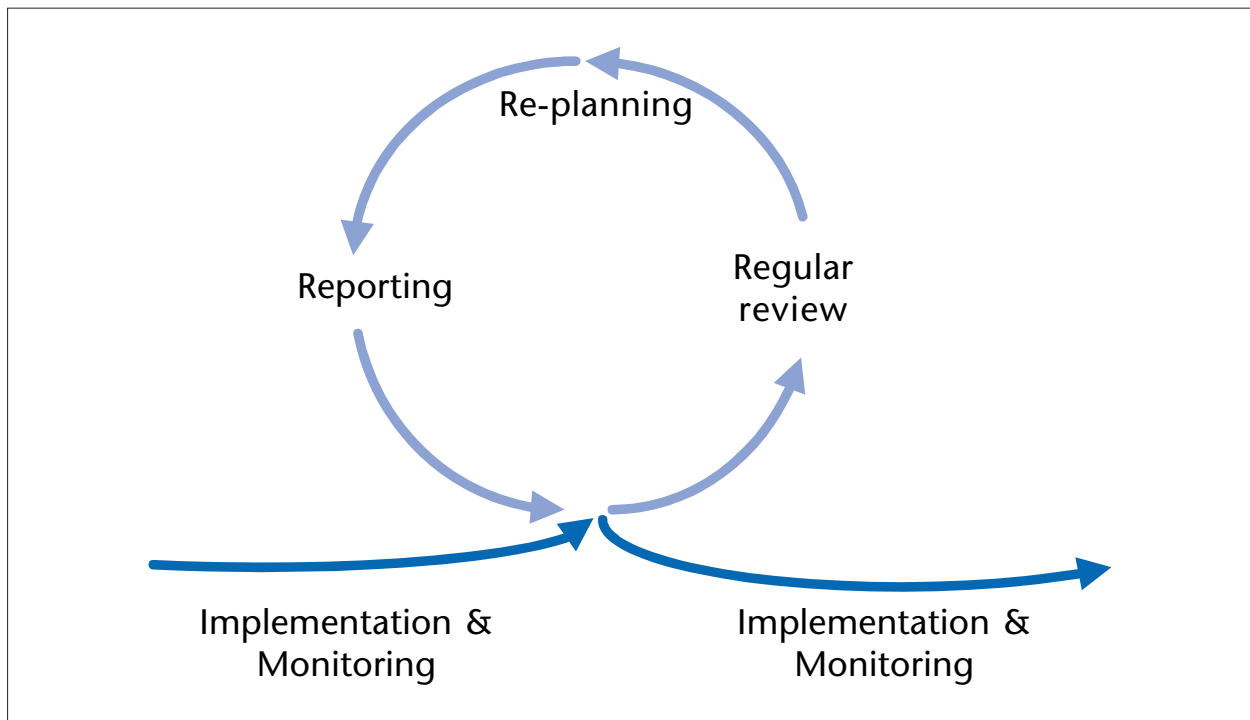 Re-planning
Reporting
Regular
review
Implementation &
Monitoring
Implementation &
Monitoring